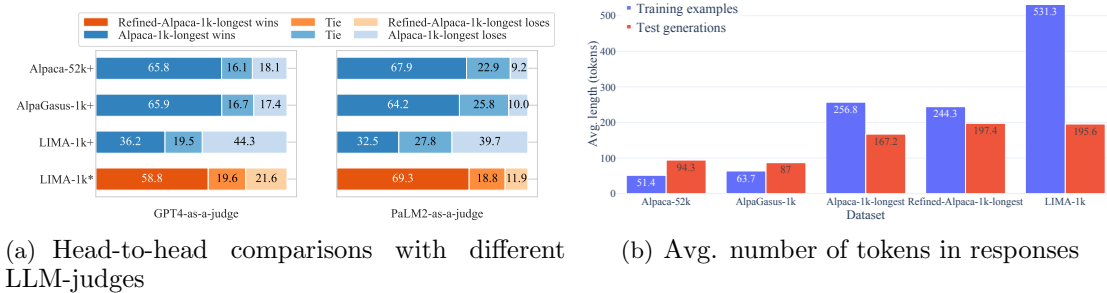 Refined-Alpaca-1k-longest wins Tie Refined-Alpaca-1k-longest loses
Alpaca-1k-longest wins Tie Alpaca-1k-longest loses
Alpaca-52k+ 65.8 16.1 18.1 67.9 22.9 9.2
AlpaGasus-1k+ 65.9 16.7 17.4 64.2 25.8 10.0
LIMA-1k+ 36.2 19.5 44.3 32.5 27.8 39.7
LIMA-1k* 58.8 19.6 21.6 69.3 18.8 11.9
GPT4-as-a-judge PaLM2-as-a-judge
(a) Head-to-head comparisons with different
LLM-judges
Training examples
Test generations
Avg. length (tokens)
500
400
300
200
100
0
51.4 94.3 63.7 87 256.8 167.2 244.3 197.4 531.3 195.6
Alpaca-52k AlpaGasus-1k Alpaca-1k-longest Refined-Alpaca-1k-longest LIMA-1k
Dataset
(b) Avg. number of tokens in responses